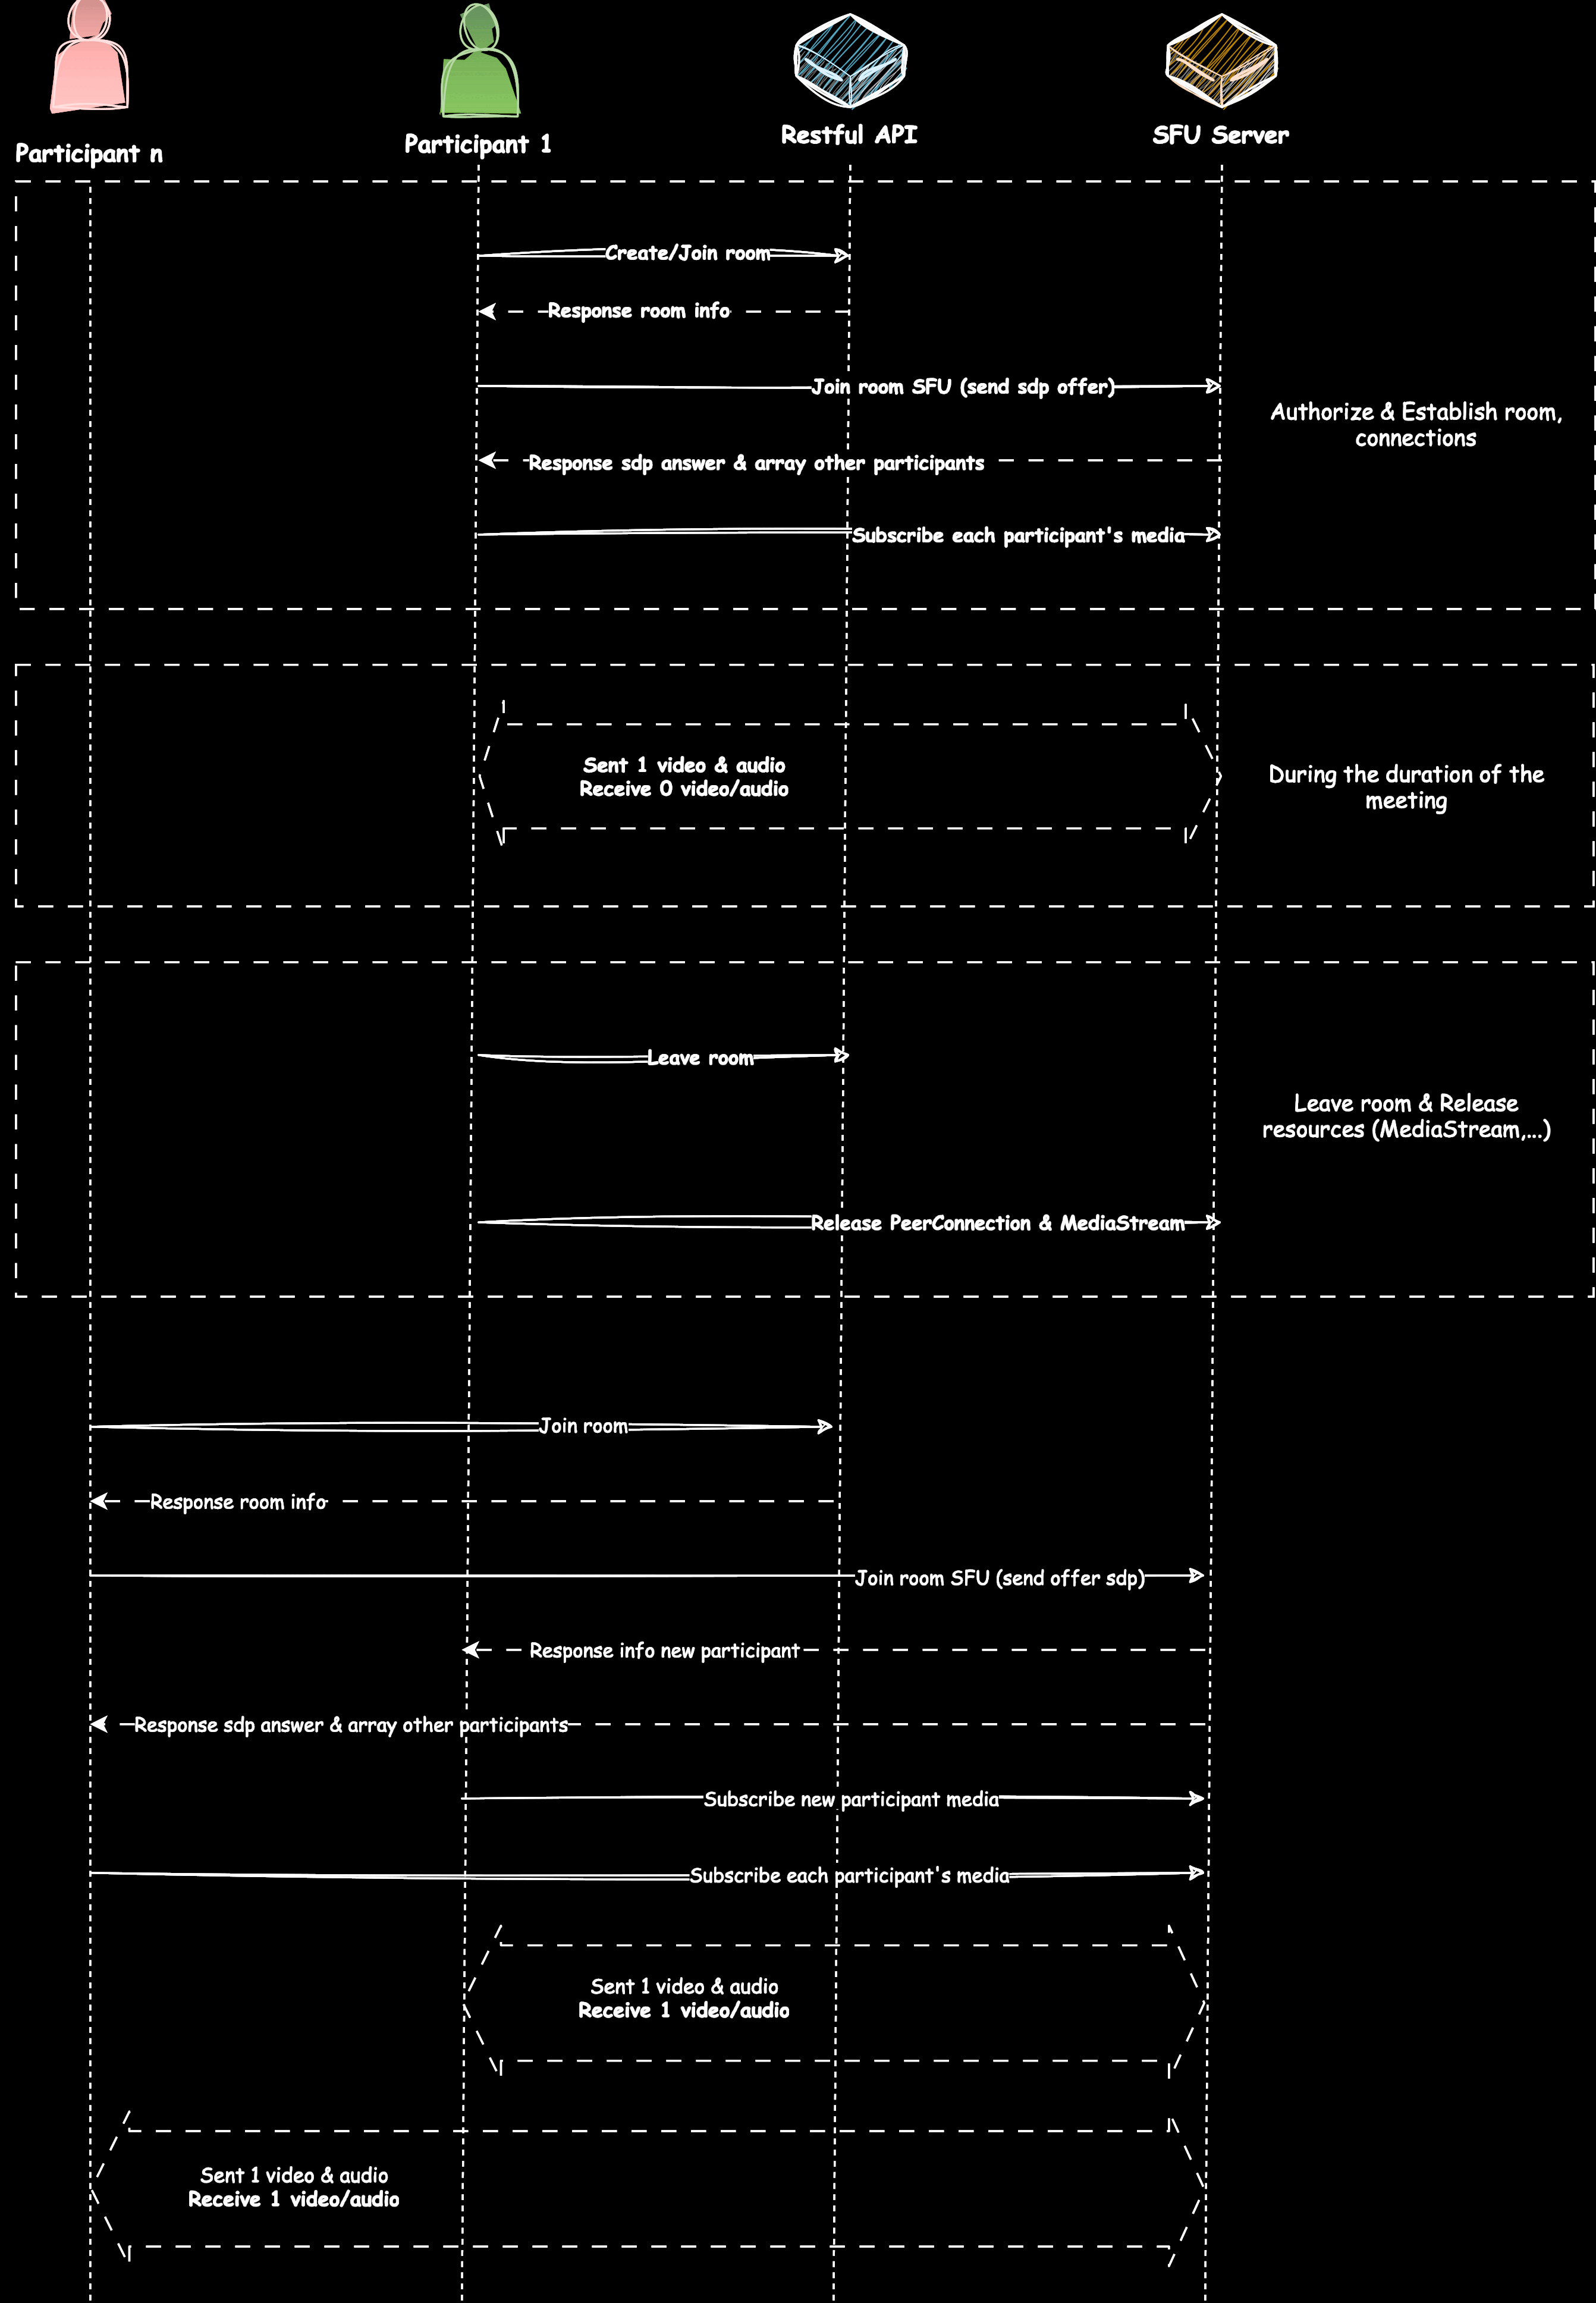 Participant n
Participant 1
Restful API
SFU Server
Create/Join room
Response room info
Join room SFU (send sdp offer)
Authorize & Establish room,
connections
Response sdp answer & array other participants
Subscribe each participant's media
Sent 1 video & audio
Receive 0 video/audio
During the duration of the
meeting
Leave room
Leave room & Release
resources (MediaStream,...)
Release PeerConnection & MediaStream
Join room
Response room info
Join room SFU (send offer sdp)
Response info new participant
Response sdp answer & array other participants
Subscribe new participant media
Subscribe each participant's media
Sent 1 video & audio
Receive 1 video/audio
Sent 1 video & audio
Receive 1 video/audio